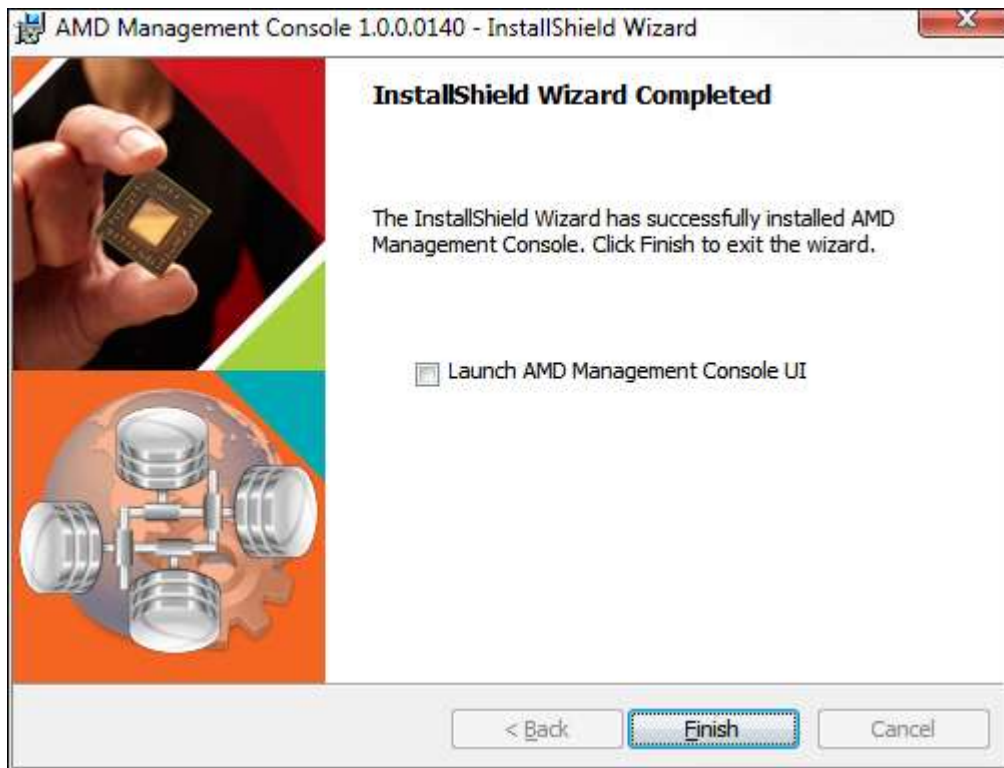 AMD Management Console 1.0.0.0140 - InstallShield Wizard
InstallShield Wizard Completed
The InstallShield Wizard has successfully installed AMD
Management Console. Click Finish to exit the wizard.
Launch AMD Management Console UI
< Back
Finish
Cancel